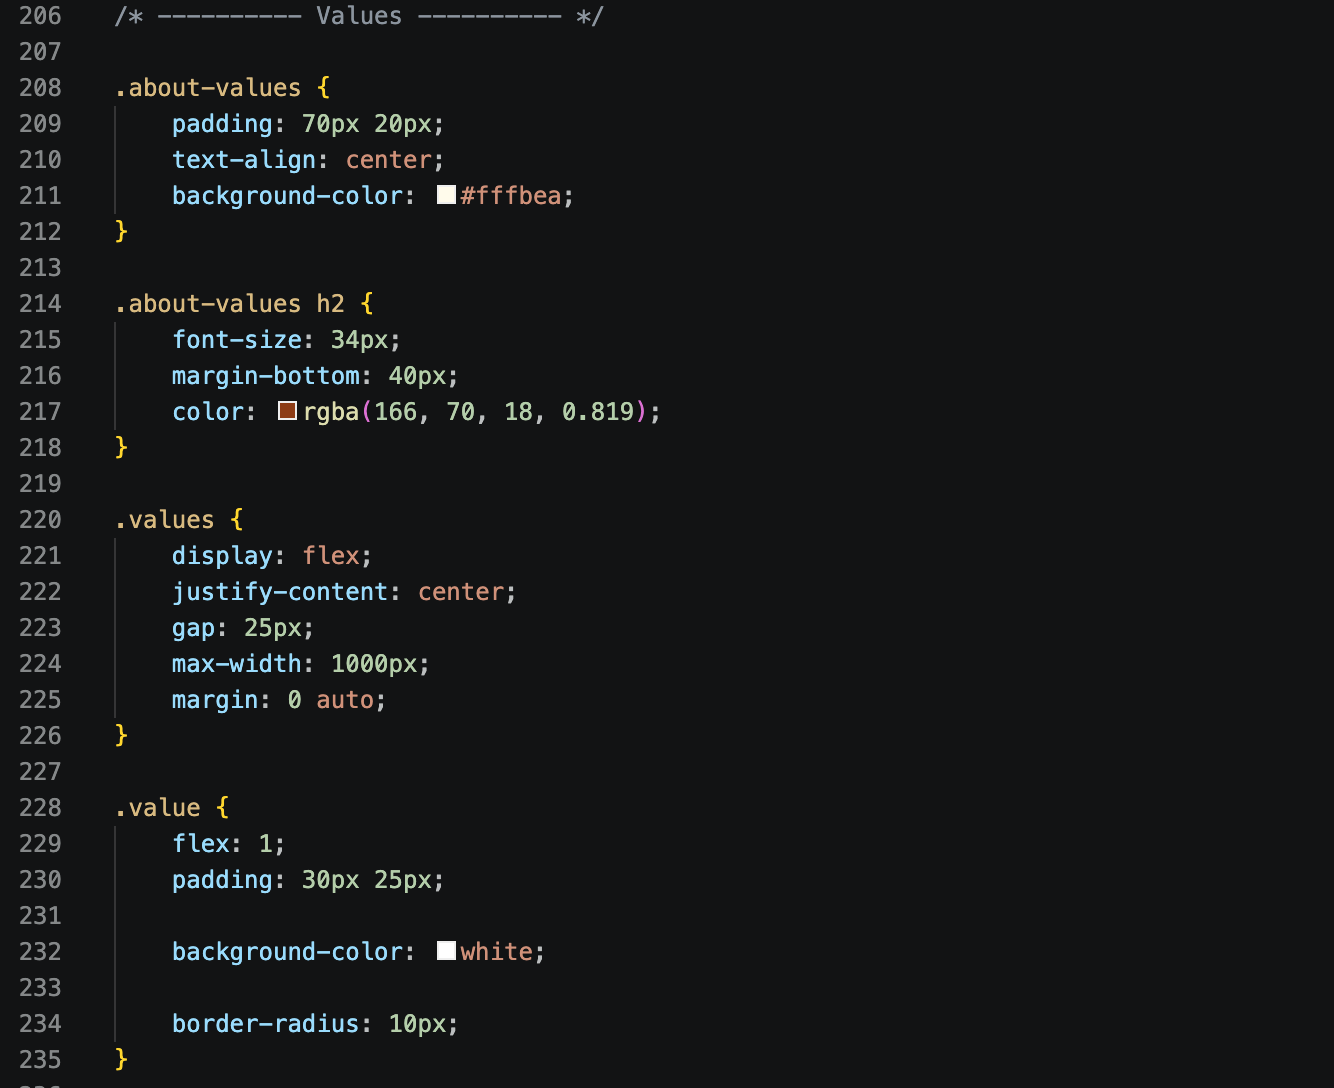 206 /* ---------- Values ---------- */
207
208 .about-values {
209     padding: 70px 20px;
210     text-align: center;
211     background-color: #fffbea;
212 }
213
214 .about-values h2 {
215     font-size: 34px;
216     margin-bottom: 40px;
217     color: rgba(166, 70, 18, 0.819);
218 }
219
220 .values {
221     display: flex;
222     justify-content: center;
223     gap: 25px;
224     max-width: 1000px;
225     margin: 0 auto;
226 }
227
228 .value {
229     flex: 1;
230     padding: 30px 25px;
231
232     background-color: white;
233
234     border-radius: 10px;
235 }